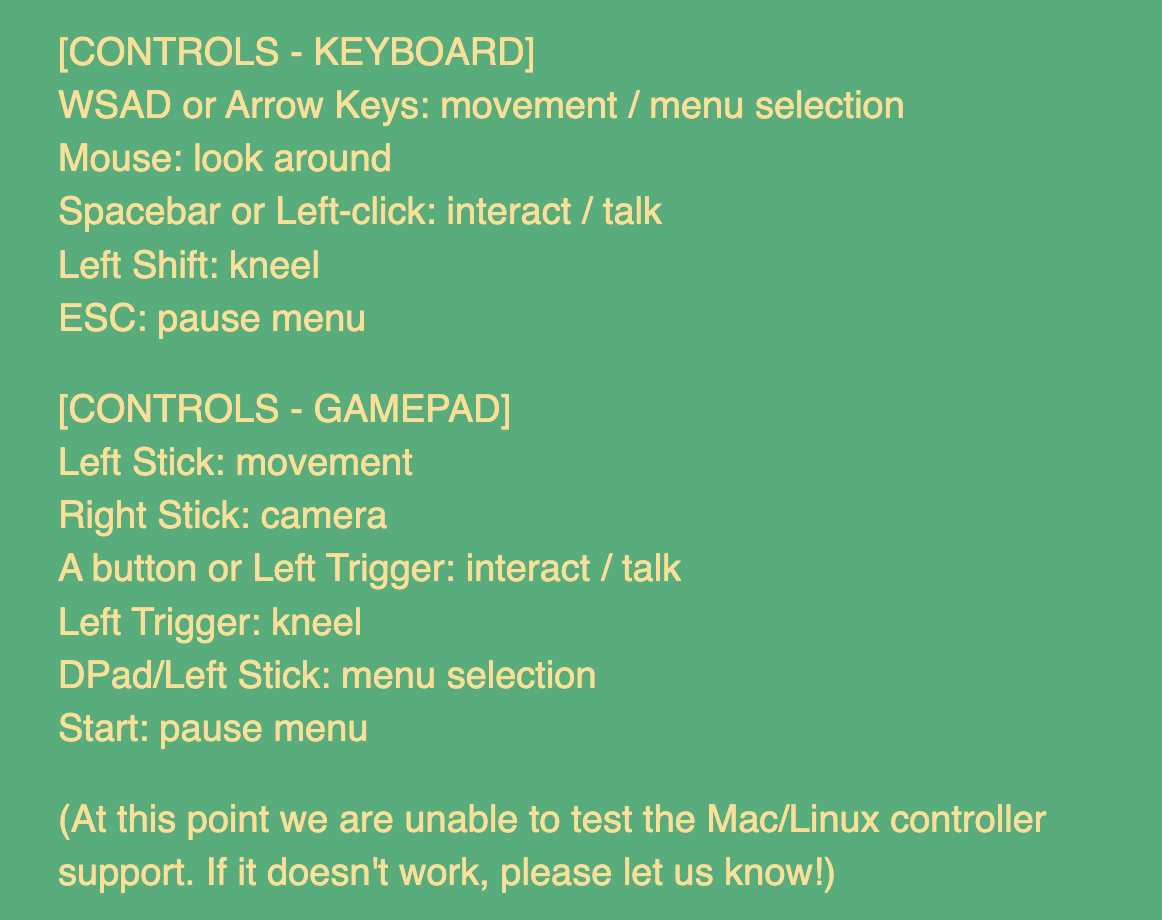 [CONTROLS - KEYBOARD]
WSAD or Arrow Keys: movement / menu selection
Mouse: look around
Spacebar or Left-click: interact / talk
Left Shift: kneel
ESC: pause menu
[CONTROLS - GAMEPAD]
Left Stick: movement
Right Stick: camera
A button or Left Trigger: interact / talk
Left Trigger: kneel
DPad/Left Stick: menu selection
Start: pause menu
(At this point we are unable to test the Mac/Linux controller
support. If it doesn't work, please let us know!)